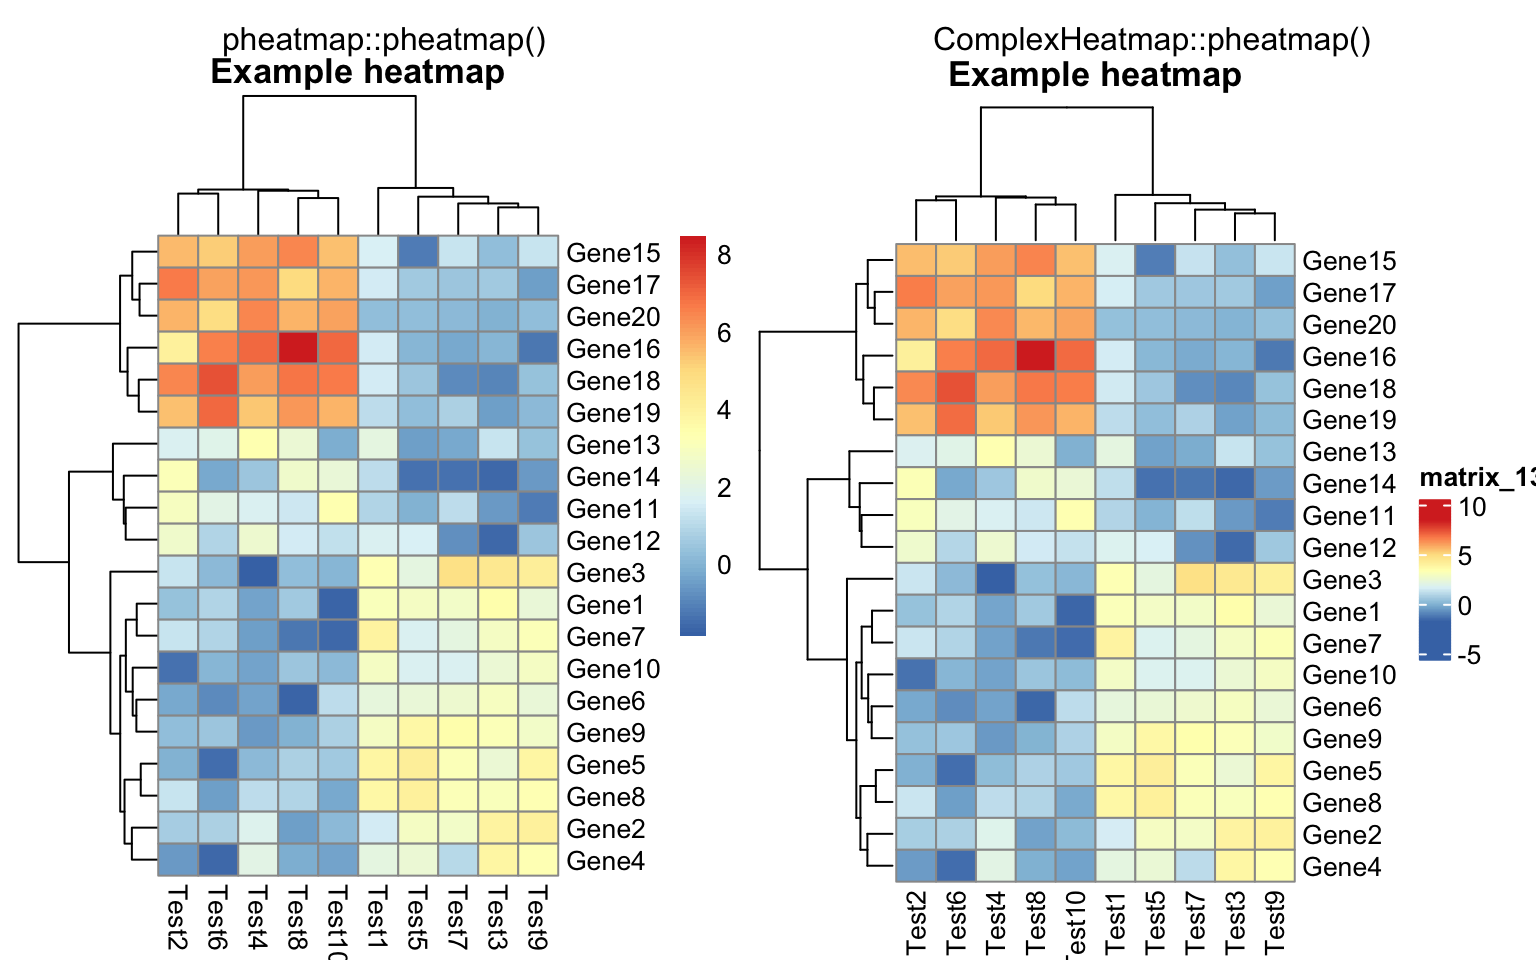 pheatmap::pheatmap()
Example heatmap
Gene15
Gene17
Gene20
Gene16
Gene18
Gene19
Gene13
Gene14
Gene11
Gene12
Gene3
Gene1
Gene7
Gene10
Gene6
Gene9
Gene5
Gene8
Gene2
Gene4
Test2
Test6
Test4
Test8
Test10
Test1
Test5
Test7
Test3
Test9
8
6
4
2
0
ComplexHeatmap::pheatmap()
Example heatmap
Gene15
Gene17
Gene20
Gene16
Gene18
Gene19
Gene13
Gene14
Gene11
Gene12
Gene3
Gene1
Gene7
Gene10
Gene6
Gene9
Gene5
Gene8
Gene2
Gene4
Test2
Test6
Test4
Test8
Test10
Test1
Test5
Test7
Test3
Test9
matrix_13
10
5
0
-5